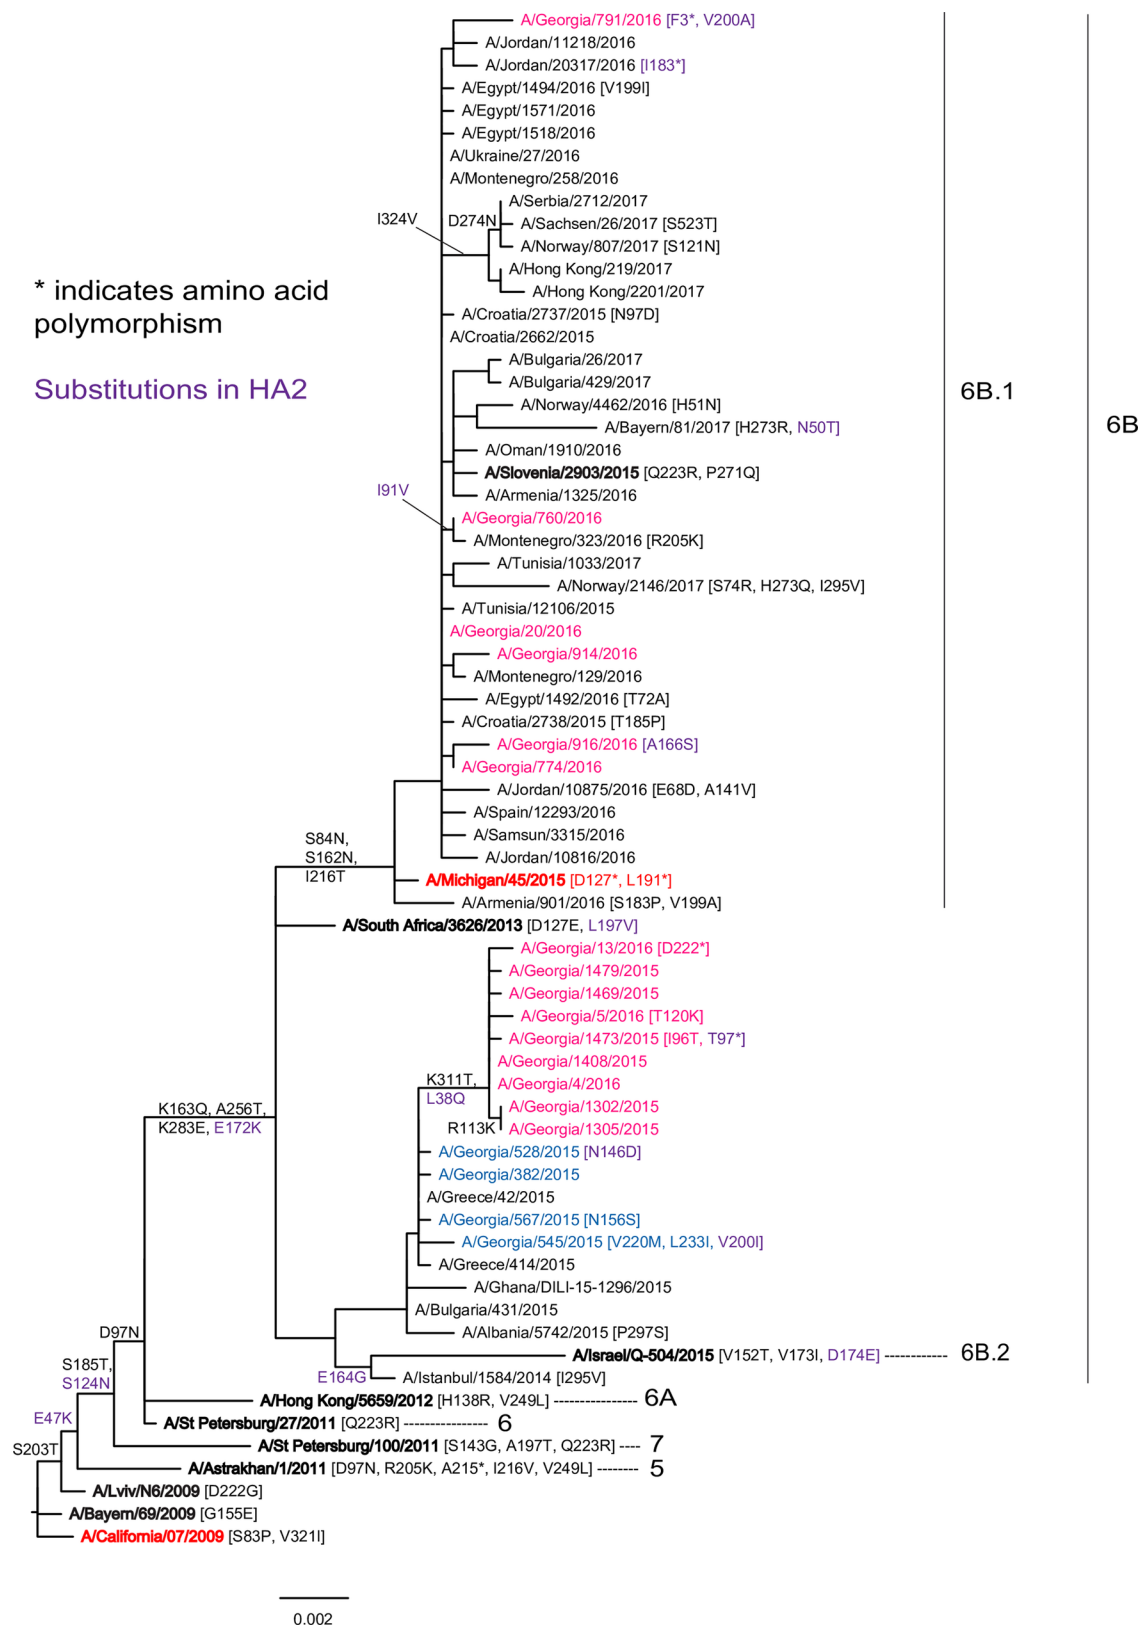 A/Georgia/791/2016 [F3*, V200A]
A/Jordan/11218/2016
A/Jordan/20317/2016 [I183*]
A/Egypt/1494/2016 [V199I]
A/Egypt/1571/2016
A/Egypt/1518/2016
A/Ukraine/27/2016
A/Montenegro/258/2016
A/Serbia/2712/2017
I324V
D274N
A/Sachsen/26/2017 [S523T]
A/Norway/807/2017 [S121N]
A/Hong Kong/219/2017
A/Hong Kong/2201/2017
* indicates amino acid
polymorphism
A/Croatia/2737/2015 [N97D]
A/Croatia/2662/2015
A/Bulgaria/26/2017
A/Bulgaria/429/2017
Substitutions in HA2
6B.1
A/Norway/4462/2016 [H51N]
6B
A/Bayern/81/2017 [H273R, N50T]
A/Oman/1910/2016
A/Slovenia/2903/2015 [Q223R, P271Q]
I91V
A/Armenia/1325/2016
A/Georgia/760/2016
A/Montenegro/323/2016 [R205K]
A/Tunisia/1033/2017
A/Norway/2146/2017 [S74R, H273Q, I295V]
A/Tunisia/12106/2015
A/Georgia/20/2016
A/Georgia/914/2016
A/Montenegro/129/2016
A/Egypt/1492/2016 [T72A]
A/Croatia/2738/2015 [T185P]
A/Georgia/916/2016 [A166S]
A/Georgia/774/2016
A/Jordan/10875/2016 [E68D, A141V]
A/Spain/12293/2016
A/Samsun/3315/2016
S84N,
S162N,
I216T
A/Jordan/10816/2016
A/Michigan/45/2015 [D127*, L191*]
A/Armenia/901/2016 [S183P, V199A]
A/South Africa/3626/2013 [D127E, L197V]
A/Georgia/13/2016 [D222*]
A/Georgia/1479/2015
A/Georgia/1469/2015
A/Georgia/5/2016 [T120K]
A/Georgia/1473/2015 [I96T, T97*]
A/Georgia/1408/2015
K311T,
L38Q
A/Georgia/4/2016
A/Georgia/1302/2015
K163Q, A256T,
K283E, E172K
R113K
A/Georgia/1305/2015
A/Georgia/528/2015 [N146D]
A/Georgia/382/2015
A/Greece/42/2015
A/Georgia/567/2015 [N156S]
A/Georgia/545/2015 [V220M, L233I, V200I]
A/Greece/414/2015
A/Ghana/DILI-15-1296/2015
A/Bulgaria/431/2015
D97N
A/Albania/5742/2015 [P297S]
A/Israel/Q-504/2015 [V152T, V173I, D174E] ------------ 6B.2
S185T,
S124N
E164G
A/Istanbul/1584/2014 [I295V]
A/Hong Kong/5659/2012 [H138R, V249L] ---------------- 6A
E47K
A/St Petersburg/27/2011 [Q223R] ---------------- 6
A/St Petersburg/100/2011 [S143G, A197T, Q223R] ---- 7
S203T
A/Astrakhan/1/2011 [D97N, R205K, A215*, I216V, V249L] -------- 5
A/Lviv/N6/2009 [D222G]
A/Bayern/69/2009 [G155E]
A/California/07/2009 [S83P, V321I]
0.002